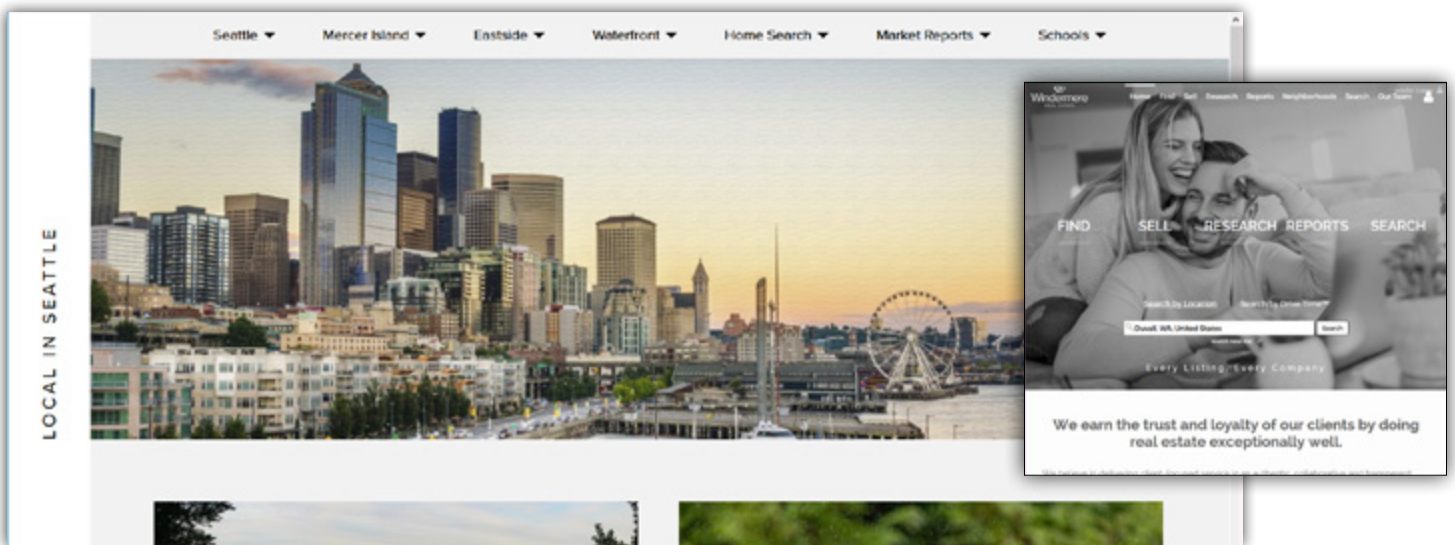 Seattle Mercer Island Eastside Waterfront Home Search Market Reports Schools
LOCAL IN SEATTLE
Windermere
REAL ESTATE
Home Find Sell Research Reports Neighborhoods Search Our Team
FIND SELL RESEARCH REPORTS SEARCH
Search by Location Search by Drive Time
Duvall, WA, United States Search
Every Listing. Every Company
We earn the trust and loyalty of our clients by doing
real estate exceptionally well.